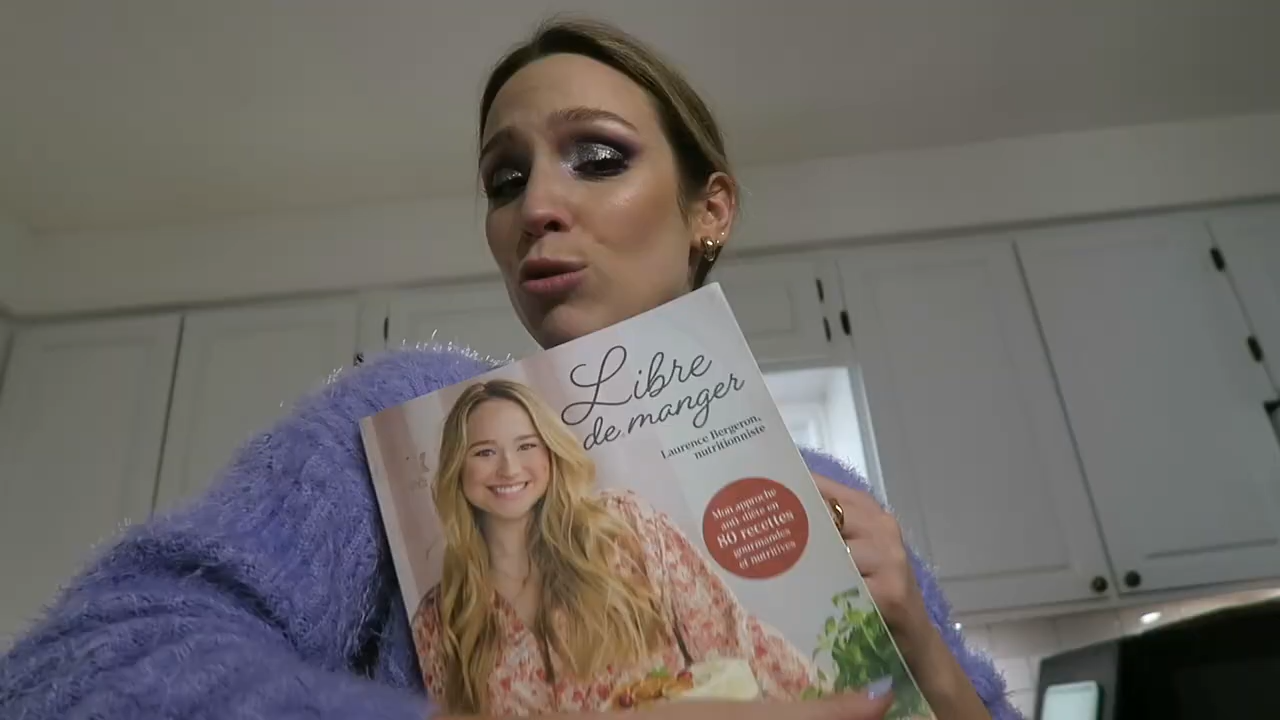 Libre
de manger
Laurence Bergeron,
nutritionniste
Mon approche
anti-diète en
80 recettes
gourmandes
et nutritives